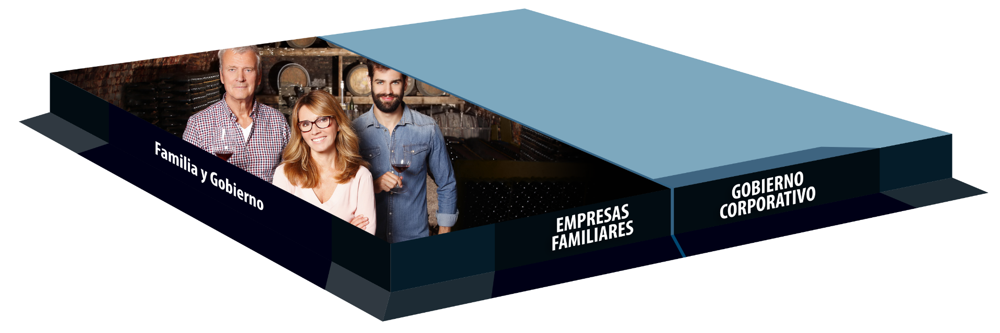 Familia y Gobierno
EMPRESAS
FAMILIARES
GOBIERNO
CORPORATIVO